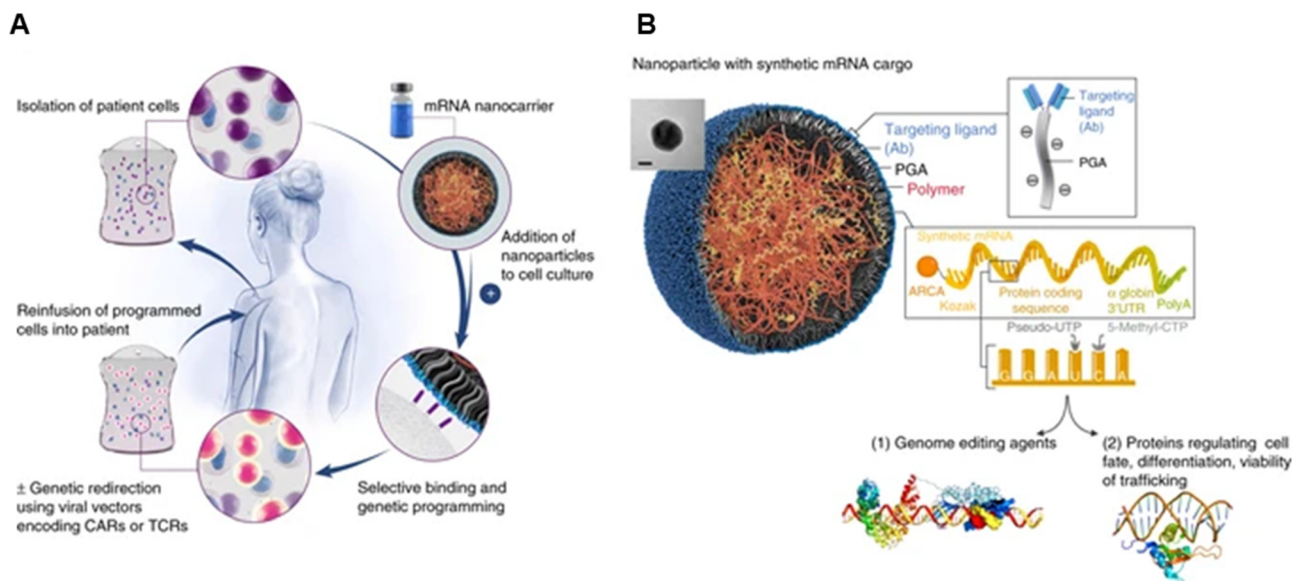 A
Isolation of patient cells
mRNA nanocarrier
Addition of
nanoparticles
to cell culture
+
Reinfusion of programmed
cells into patient
± Genetic redirection
using viral vectors
encoding CARs or TCRs
Selective binding and
genetic programming
B
Nanoparticle with synthetic mRNA cargo
Targeting ligand
(Ab)
PGA
Polymer
Targeting
ligand
(Ab)
PGA
Synthetic mRNA
ARCA
Kozak
Protein coding
sequence
α globin
3'UTR
PolyA
Pseudo-UTP
5-Methyl-CTP
G G A U C A
(1) Genome editing agents
(2) Proteins regulating cell
fate, differentiation, viability
of trafficking